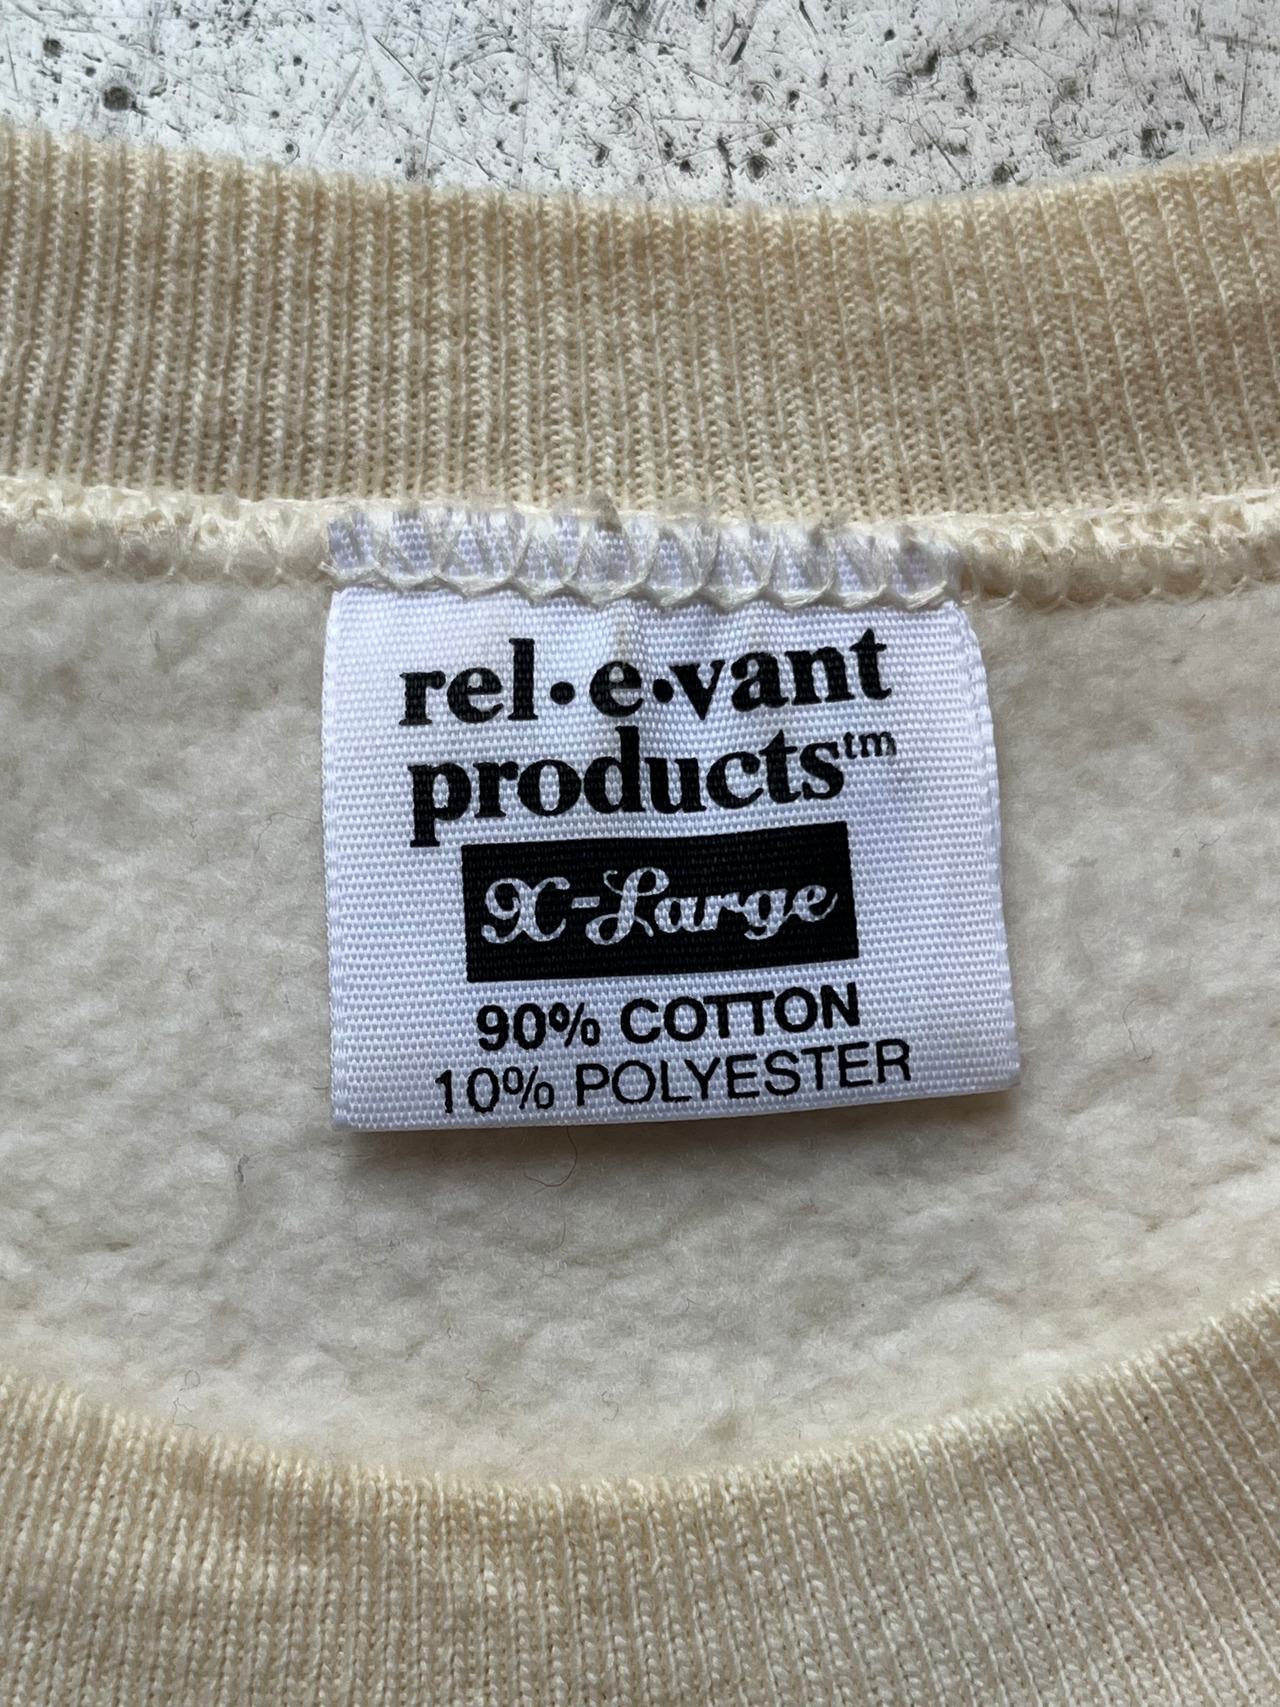 rel•e•vant
products™
X-Large
90% COTTON
10% POLYESTER